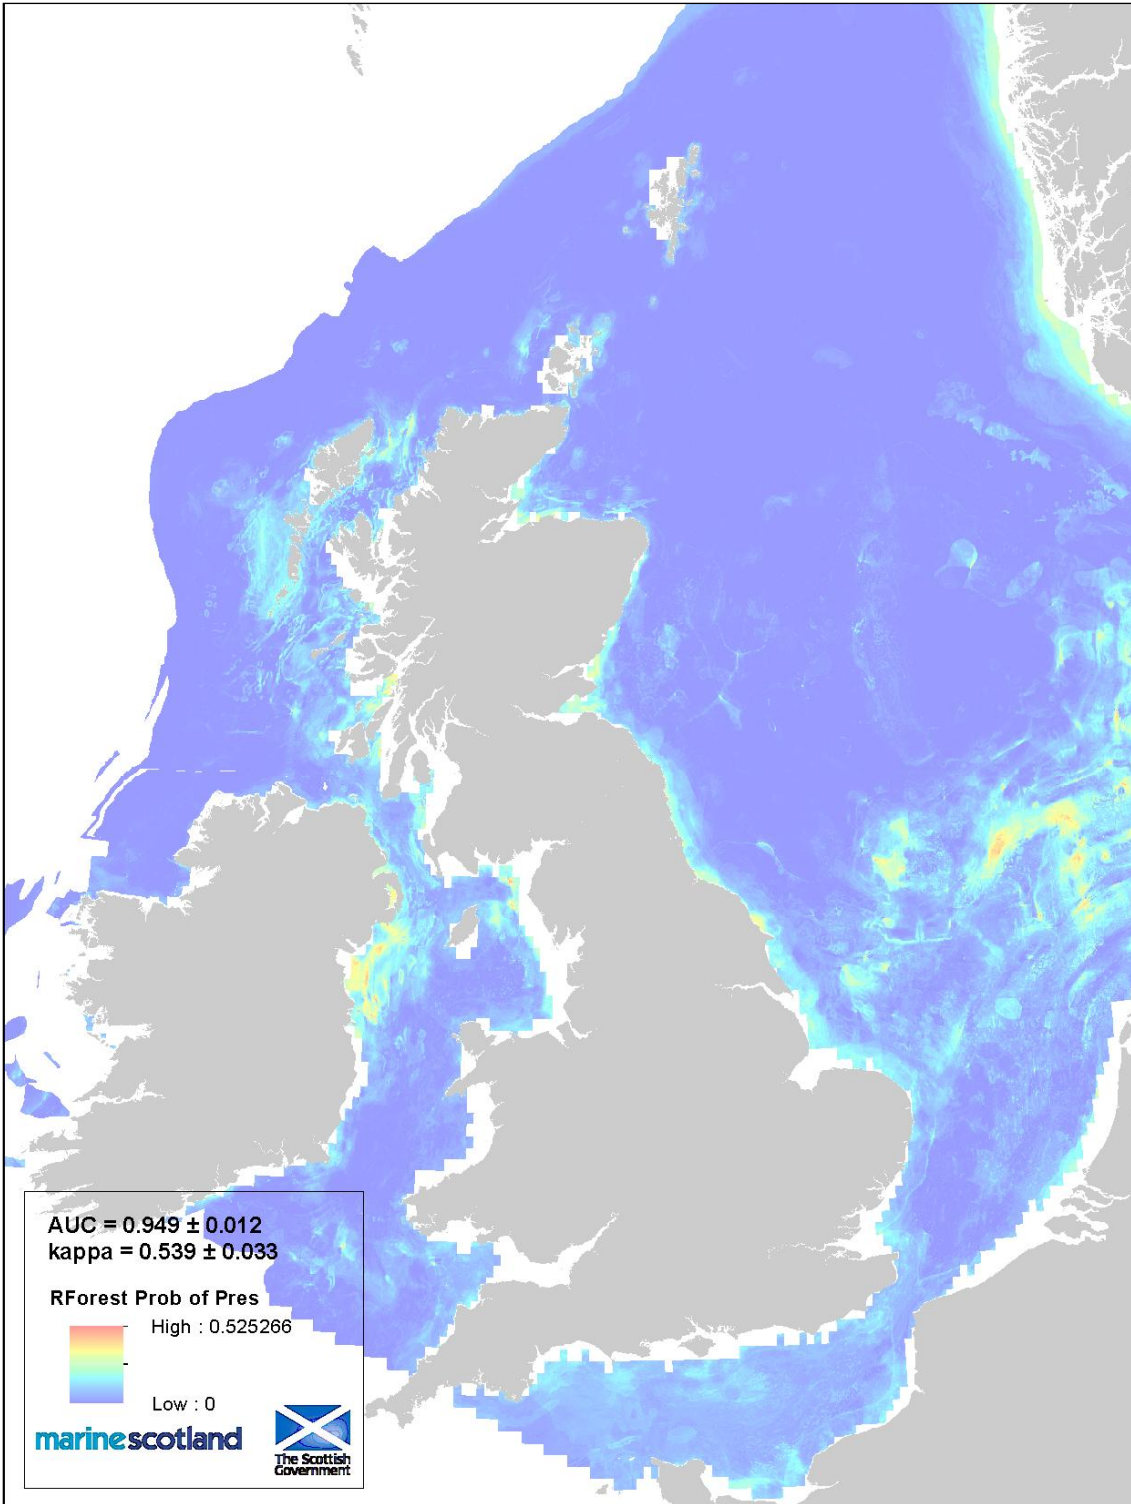 AUC = 0.949 ± 0.012
kappa = 0.539 ± 0.033
RForest Prob of Pres
High : 0.525266
Low : 0
marinescotland
The Scottish
Government